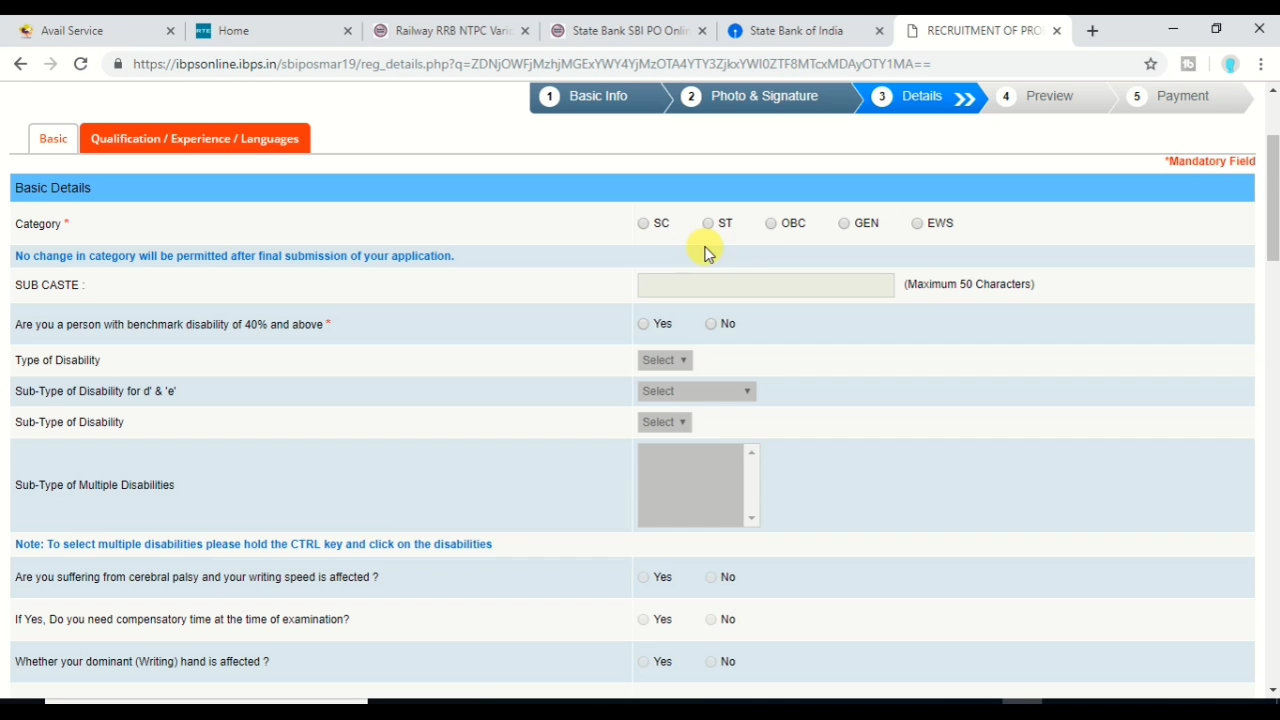 Avail Service
RTE Home
Railway RRB NTPC Vario
State Bank SBI PO Onlin
State Bank of India
RECRUITMENT OF PRO
https://ibpsonline.ibps.in/sbiposmar19/reg_details.php?q=ZDNjOWFjMzhjMGExYWY4YjMzOTA4YTY3ZjkxYWI0ZTF8MTcxMDAyOTY1MA==
1 Basic Info
2 Photo & Signature
3 Details
4 Preview
5 Payment
Basic
Qualification / Experience / Languages
*Mandatory Field
Basic Details
Category * SC ST OBC GEN EWS
No change in category will be permitted after final submission of your application.
SUB CASTE : (Maximum 50 Characters)
Are you a person with benchmark disability of 40% and above * Yes No
Type of Disability Select
Sub-Type of Disability for d' & 'e' Select
Sub-Type of Disability Select
Sub-Type of Multiple Disabilities
Note: To select multiple disabilities please hold the CTRL key and click on the disabilities
Are you suffering from cerebral palsy and your writing speed is affected ? Yes No
If Yes, Do you need compensatory time at the time of examination? Yes No
Whether your dominant (Writing) hand is affected ? Yes No